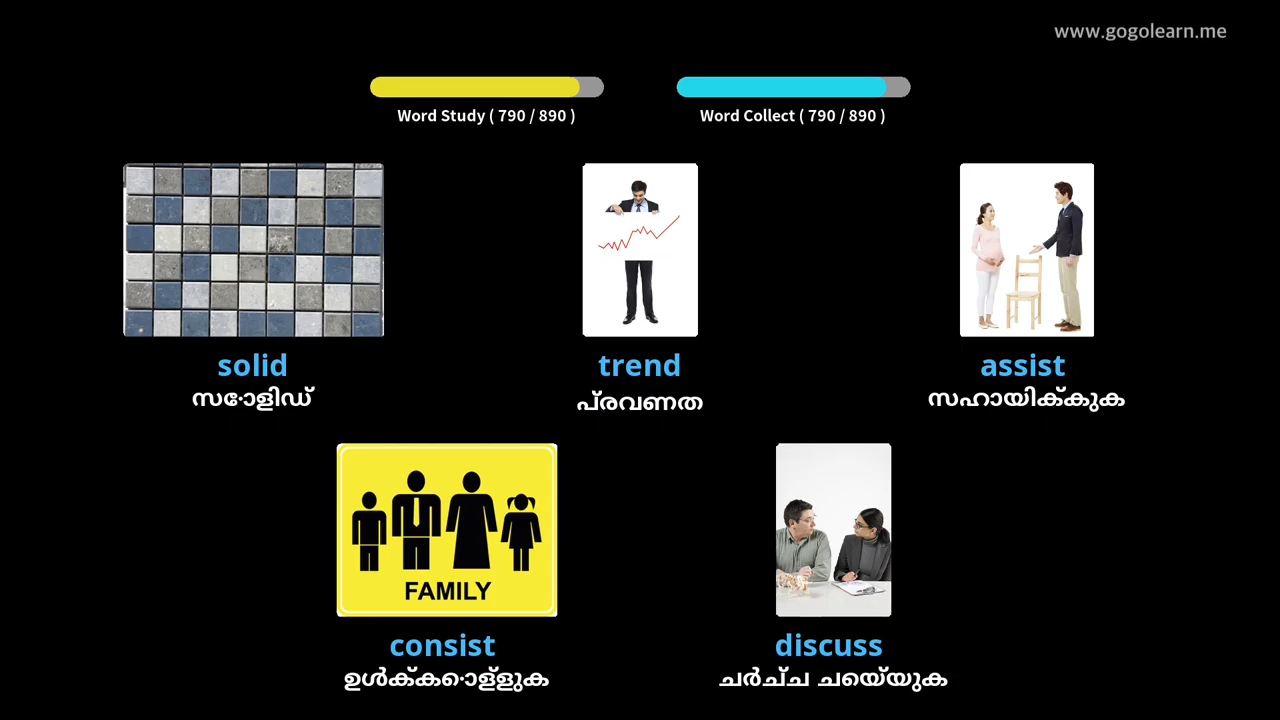 www.gogolearn.me
Word Study ( 790 / 890 )
Word Collect ( 790 / 890 )
solid
സോളിഡ്
trend
പ്രവണത
assist
സഹായിക്കുക
FAMILY
consist
ഉൾക്കൊള്ളുക
discuss
ചർച്ച ചയ്യുക